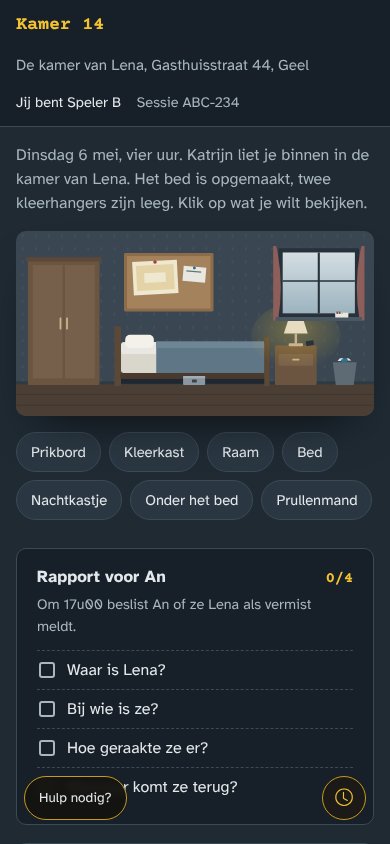 Kamer 14
De kamer van Lena, Gasthuisstraat 44, Geel
Jij bent Speler B Sessie ABC-234
Dinsdag 6 mei, vier uur. Katrijn liet je binnen in de
kamer van Lena. Het bed is opgemaakt, twee
kleerhangers zijn leeg. Klik op wat je wilt bekijken.
Prikbord Kleerkast Raam Bed
Nachtkastje Onder het bed Prullenmand
Rapport voor An 0/4
Om 17u00 beslist An of ze Lena als vermist
meldt.
Waar is Lena?
Bij wie is ze?
Hoe geraakte ze er?
komt ze terug?
Hulp nodig?